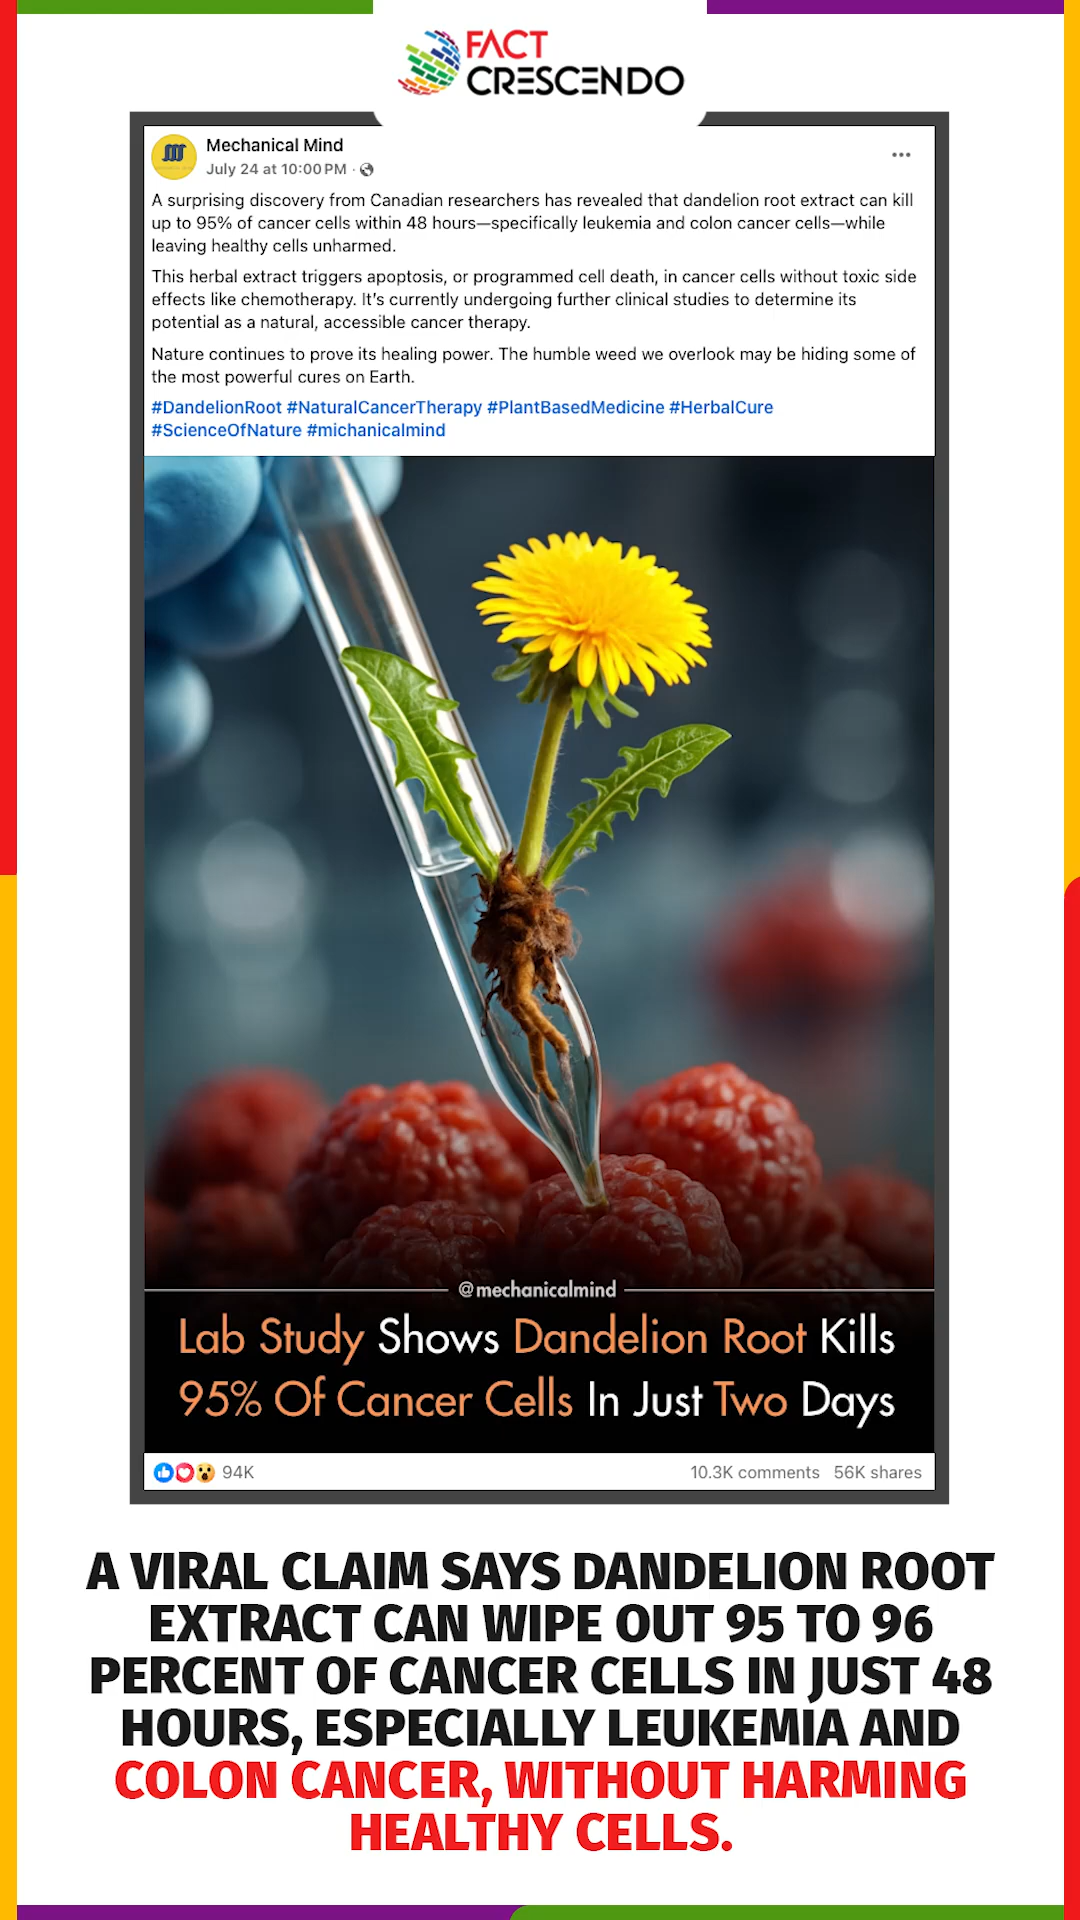 FACT
CRESCENDO
Mechanical Mind
July 24 at 10:00 PM ·
A surprising discovery from Canadian researchers has revealed that dandelion root extract can kill
up to 95% of cancer cells within 48 hours—specifically leukemia and colon cancer cells—while
leaving healthy cells unharmed.
This herbal extract triggers apoptosis, or programmed cell death, in cancer cells without toxic side
effects like chemotherapy. It's currently undergoing further clinical studies to determine its
potential as a natural, accessible cancer therapy.
Nature continues to prove its healing power. The humble weed we overlook may be hiding some of
the most powerful cures on Earth.
#DandelionRoot #NaturalCancerTherapy #PlantBasedMedicine #HerbalCure
#ScienceOfNature #michanicalmind
@mechanicalmind
Lab Study Shows Dandelion Root Kills
95% Of Cancer Cells In Just Two Days
94K 10.3K comments 56K shares
A VIRAL CLAIM SAYS DANDELION ROOT
EXTRACT CAN WIPE OUT 95 TO 96
PERCENT OF CANCER CELLS IN JUST 48
HOURS, ESPECIALLY LEUKEMIA AND
COLON CANCER, WITHOUT HARMING
HEALTHY CELLS.